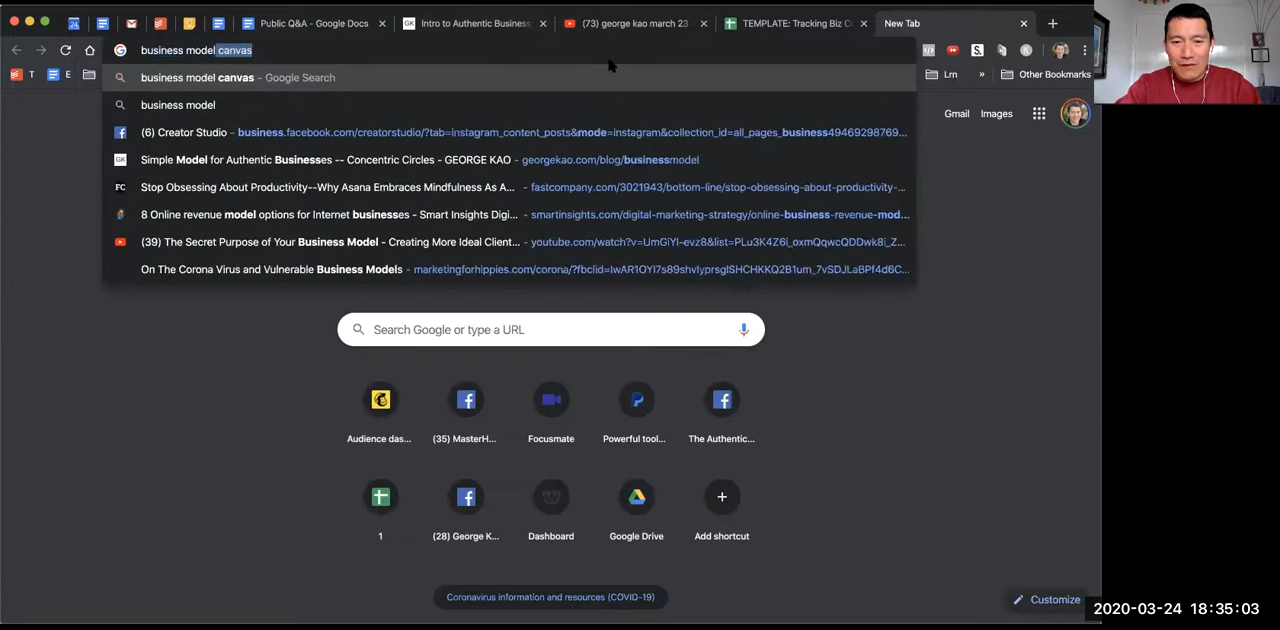 24 Public Q&A - Google Docs GK Intro to Authentic Business (73) george kao march 23 TEMPLATE: Tracking Biz C New Tab
business model canvas
T E Lrn » Other Bookmarks
business model canvas - Google Search
business model
Gmail Images
(6) Creator Studio - business.facebook.com/creatorstudio/?tab=instagram_content_posts&mode=instagram&collection_id=all_pages_business49469298769...
GK Simple Model for Authentic Businesses -- Concentric Circles - GEORGE KAO - georgekao.com/blog/businessmodel
FC Stop Obsessing About Productivity--Why Asana Embraces Mindfulness As A... - fastcompany.com/3021943/bottom-line/stop-obsessing-about-productivity-...
8 Online revenue model options for Internet businesses - Smart Insights Digi... - smartinsights.com/digital-marketing-strategy/online-business-revenue-mod...
(39) The Secret Purpose of Your Business Model - Creating More Ideal Client... - youtube.com/watch?v=UmGiYl-evz8&list=PLu3K4Z6i_oxmQqwcQDDwk8i_Z...
On The Corona Virus and Vulnerable Business Models - marketingforhippies.com/corona/?fbclid=IwAR1OYl7s89shvIyprsglSHCHKKQ2B1um_7vSDJLaBPf4d6C...
Search Google or type a URL
Audience das... (35) MasterH... Focusmate Powerful tool... The Authentic...
1 (28) George K... Dashboard Google Drive Add shortcut
Coronavirus information and resources (COVID-19)
Customize
2020-03-24 18:35:03